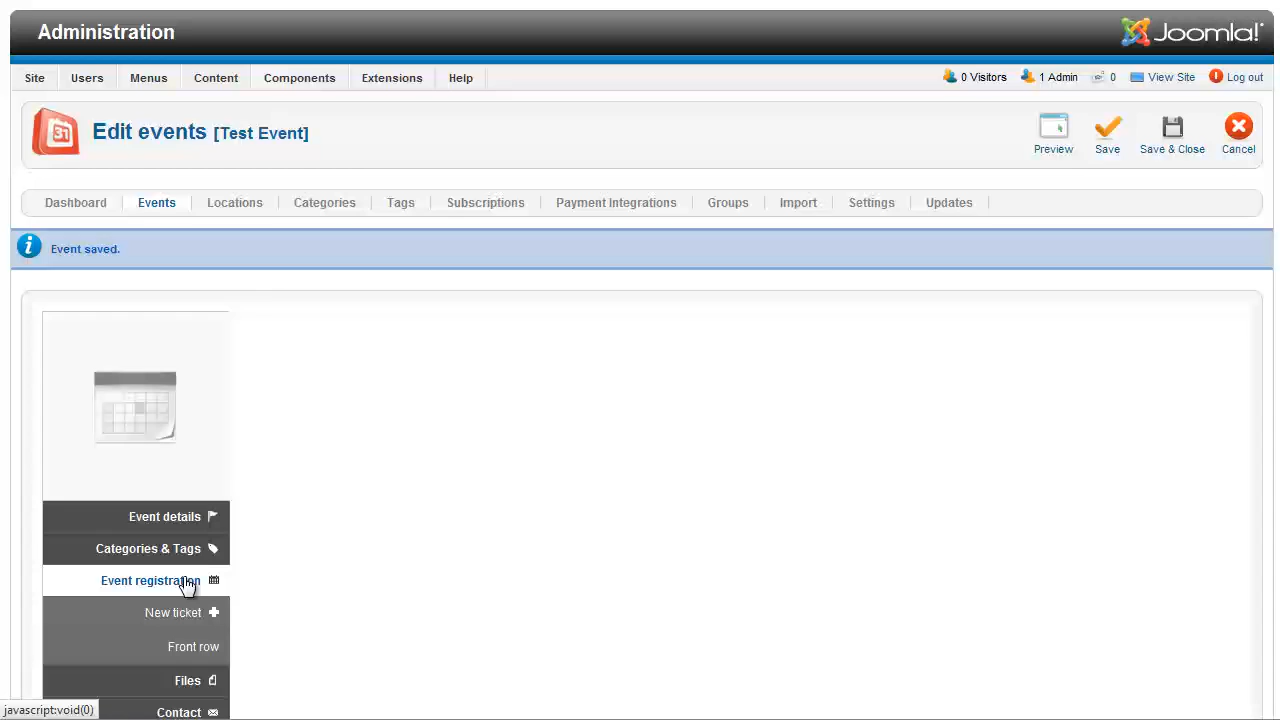 Administration
Joomla!
Site Users Menus Content Components Extensions Help
0 Visitors 1 Admin 0 View Site Log out
31
Edit events [Test Event]
Preview Save Save & Close Cancel
Dashboard Events Locations Categories Tags Subscriptions Payment Integrations Groups Import Settings Updates
i
Event saved.
Event details
Categories & Tags
Event registration
New ticket
Front row
Files
javascript:void(0)
Contact